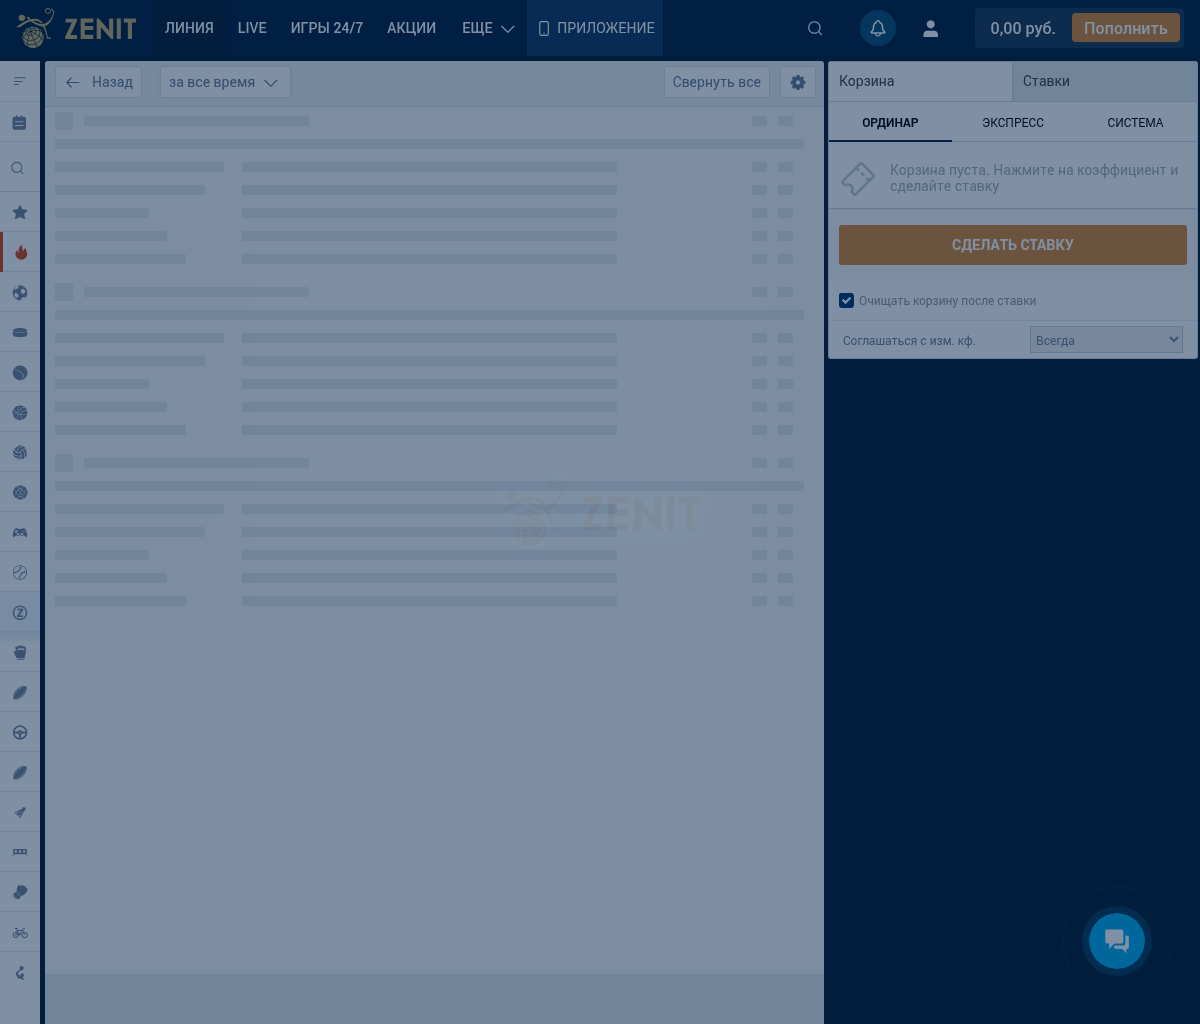 ZENIT ЛИНИЯ LIVE ИГРЫ 24/7 АКЦИИ ЕЩЕ ПРИЛОЖЕНИЕ 0,00 руб. Пополнить
Назад за все время Свернуть все
Корзина Ставки
ОРДИНАР ЭКСПРЕСС СИСТЕМА
Корзина пуста. Нажмите на коэффициент и
сделайте ставку
СДЕЛАТЬ СТАВКУ
Очищать корзину после ставки
Соглашаться с изм. кф. Всегда
ZENIT